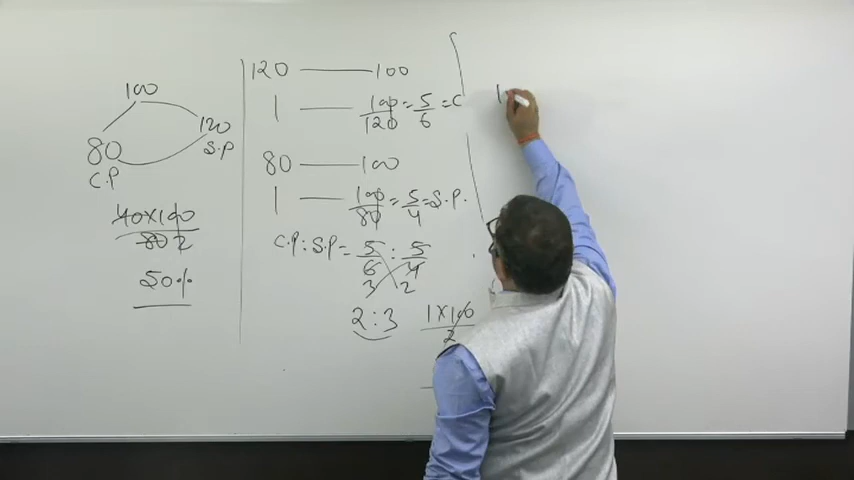 100
80 120
C.P S.P
40×100
80 2
50%
120 — 100
1 — 100/120 = 5/6 = C
80 — 100
1 — 100/80 = 5/4 = S.P.
C.P : S.P = 5/6 : 5/4
3 2
2 : 3 1×100
2
1